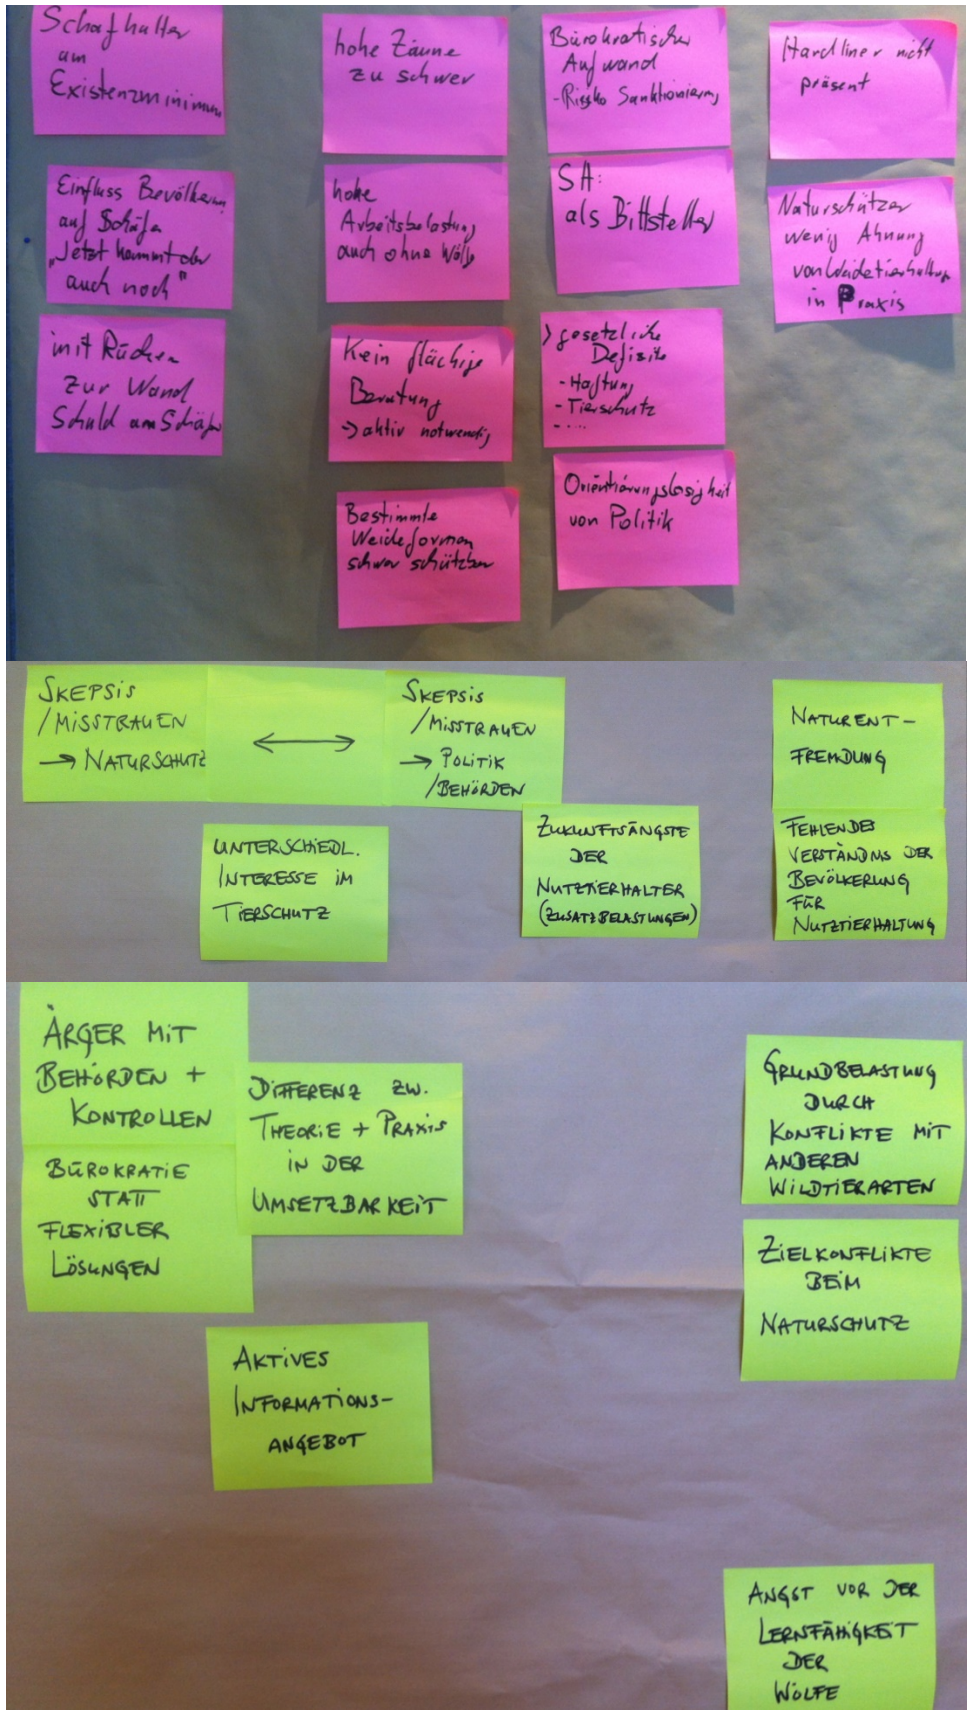 Schafhalter
am
Existenzminimum
Einfluss Bevölkerung
auf Schäfer
„Jetzt kommt der
auch noch"
mit Rücken
zur Wand
Schuld am Schäfer
hohe Zäune
zu schwer
hohe
Arbeitsbelastung
auch ohne Wölfe
Kein flächige
Beratung
→ aktiv notwendig
Bestimmte
Weideformen
schwer schützbar
Bürokratischer
Aufwand
- Risiko Sanktionierung
SH:
als Bittsteller
> gesetzliche
Defizite
- Haftung
- Tierschutz
- ....
Orientierungslosigkeit
von Politik
Hardliner nicht
präsent
Naturschützer
wenig Ahnung
von Weidetierhaltung
in Praxis
SKEPSIS
/MISSTRAUEN
→ NATURSCHUTZ
↔
SKEPSIS
/MISSTRAUEN
→ POLITIK
/BEHÖRDEN
UNTERSCHIEDL.
INTERESSE IM
TIERSCHUTZ
ZUKUNFTSÄNGSTE
DER
NUTZTIERHALTER
(ZUSATZBELASTUNGEN)
NATURENT-
FREMDUNG
FEHLENDES
VERSTÄNDNIS DER
BEVÖLKERUNG
FÜR
NUTZTIERHALTUNG
ÄRGER MIT
BEHÖRDEN +
KONTROLLEN
BÜROKRATIE
STATT
FLEXIBLER
LÖSUNGEN
DIFFERENZ ZW.
THEORIE + PRAXIS
IN DER
UMSETZBARKEIT
AKTIVES
INFORMATIONS-
ANGEBOT
GRUNDBELASTUNG
DURCH
KONFLIKTE MIT
ANDEREN
WILDTIERARTEN
ZIELKONFLIKTE
BEIM
NATURSCHUTZ
ANGST VOR DER
LERNFÄHIGKEIT
DER
WÖLFE